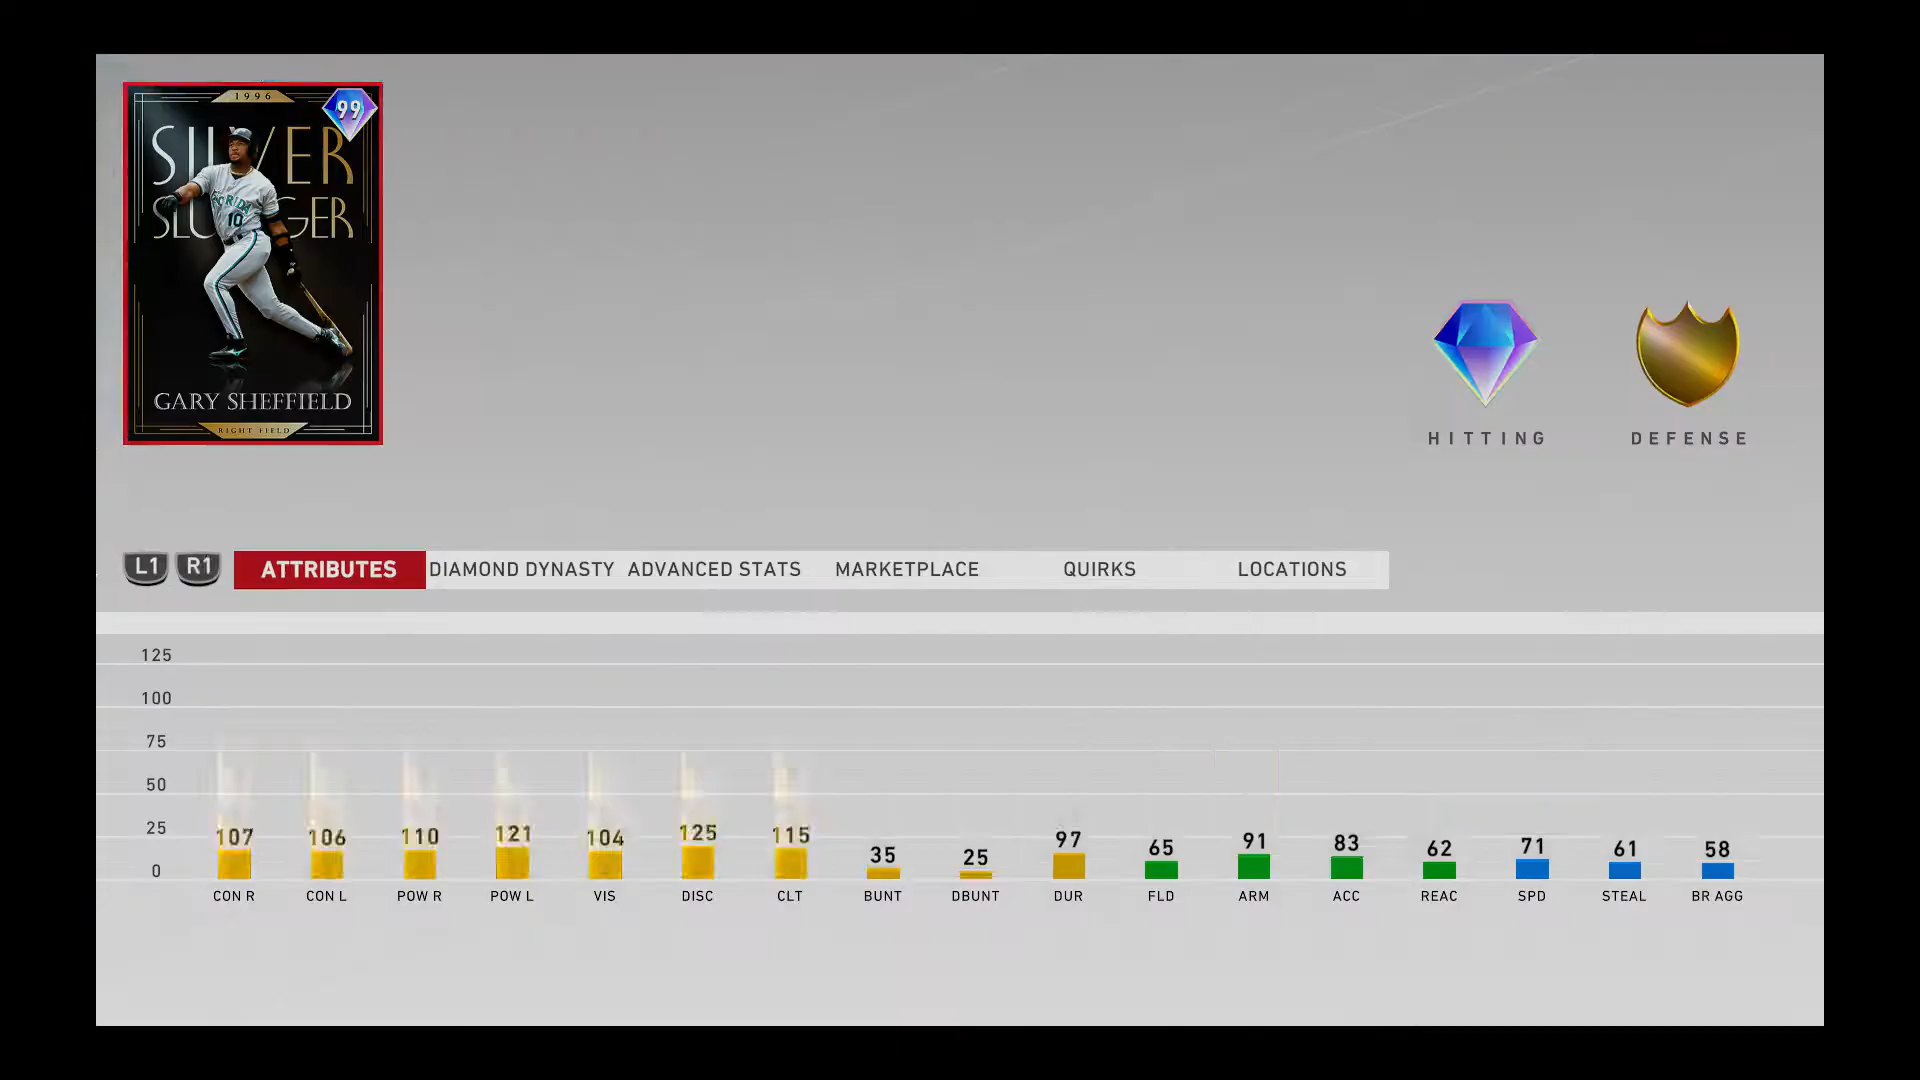 1996
99
SILVER
SLUGGER
FLORIDA
10
GARY SHEFFIELD
RIGHT FIELD
HITTING
DEFENSE
L1 R1 ATTRIBUTES DIAMOND DYNASTY ADVANCED STATS MARKETPLACE QUIRKS LOCATIONS
125
100
75
50
25
0
107 106 110 121 104 125 115 35 25 97 65 91 83 62 71 61 58
CON R CON L POW R POW L VIS DISC CLT BUNT DBUNT DUR FLD ARM ACC REAC SPD STEAL BR AGG